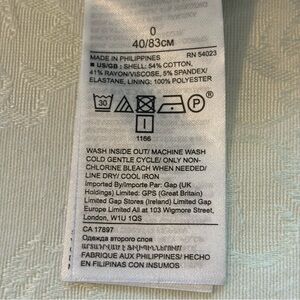 0
40/83CM
MADE IN PHILIPPINES RN 54023
■ US/GB : SHELL: 54% COTTON,
41% RAYON/VISCOSE, 5% SPANDEX/
ELASTANE, LINING: 100% POLYESTER
30 P ®
1166
WASH INSIDE OUT/ MACHINE WASH
COLD GENTLE CYCLE/ ONLY NON-
CHLORINE BLEACH WHEN NEEDED/
LINE DRY/ COOL IRON
Imported By/Importe Par: Gap (UK
Holdings) Limited: GPS (Great Britain)
Limited Gap Stores (Ireland) Limited Gap
Europe Limited All at 103 Wigmore Street,
London, W1U 1QS
CA 17897
Одежда второго слоя
ԱՐՏԱԴՐՎԱԾ Է ՖԻԼԻՊԻՆՆԵՐՈՒՄ
FABRIQUE AUX PHILIPPINES/ HECHO
EN FILIPINAS CON INSUMOS